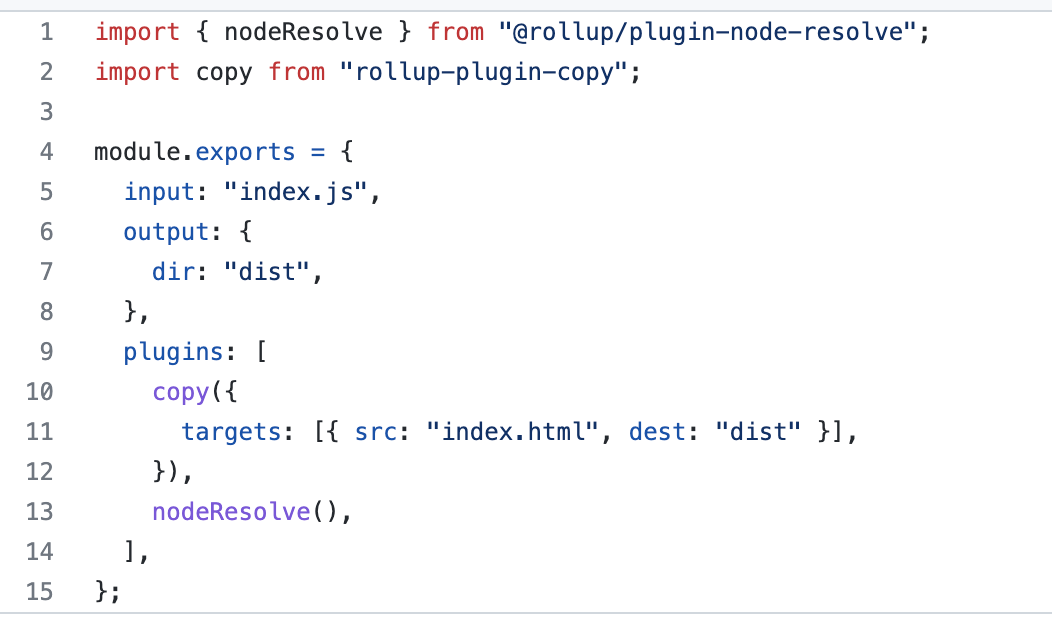 1 import { nodeResolve } from "@rollup/plugin-node-resolve";
2 import copy from "rollup-plugin-copy";
3
4 module.exports = {
5   input: "index.js",
6   output: {
7     dir: "dist",
8   },
9   plugins: [
10     copy({
11       targets: [{ src: "index.html", dest: "dist" }],
12     }),
13     nodeResolve(),
14   ],
15 };